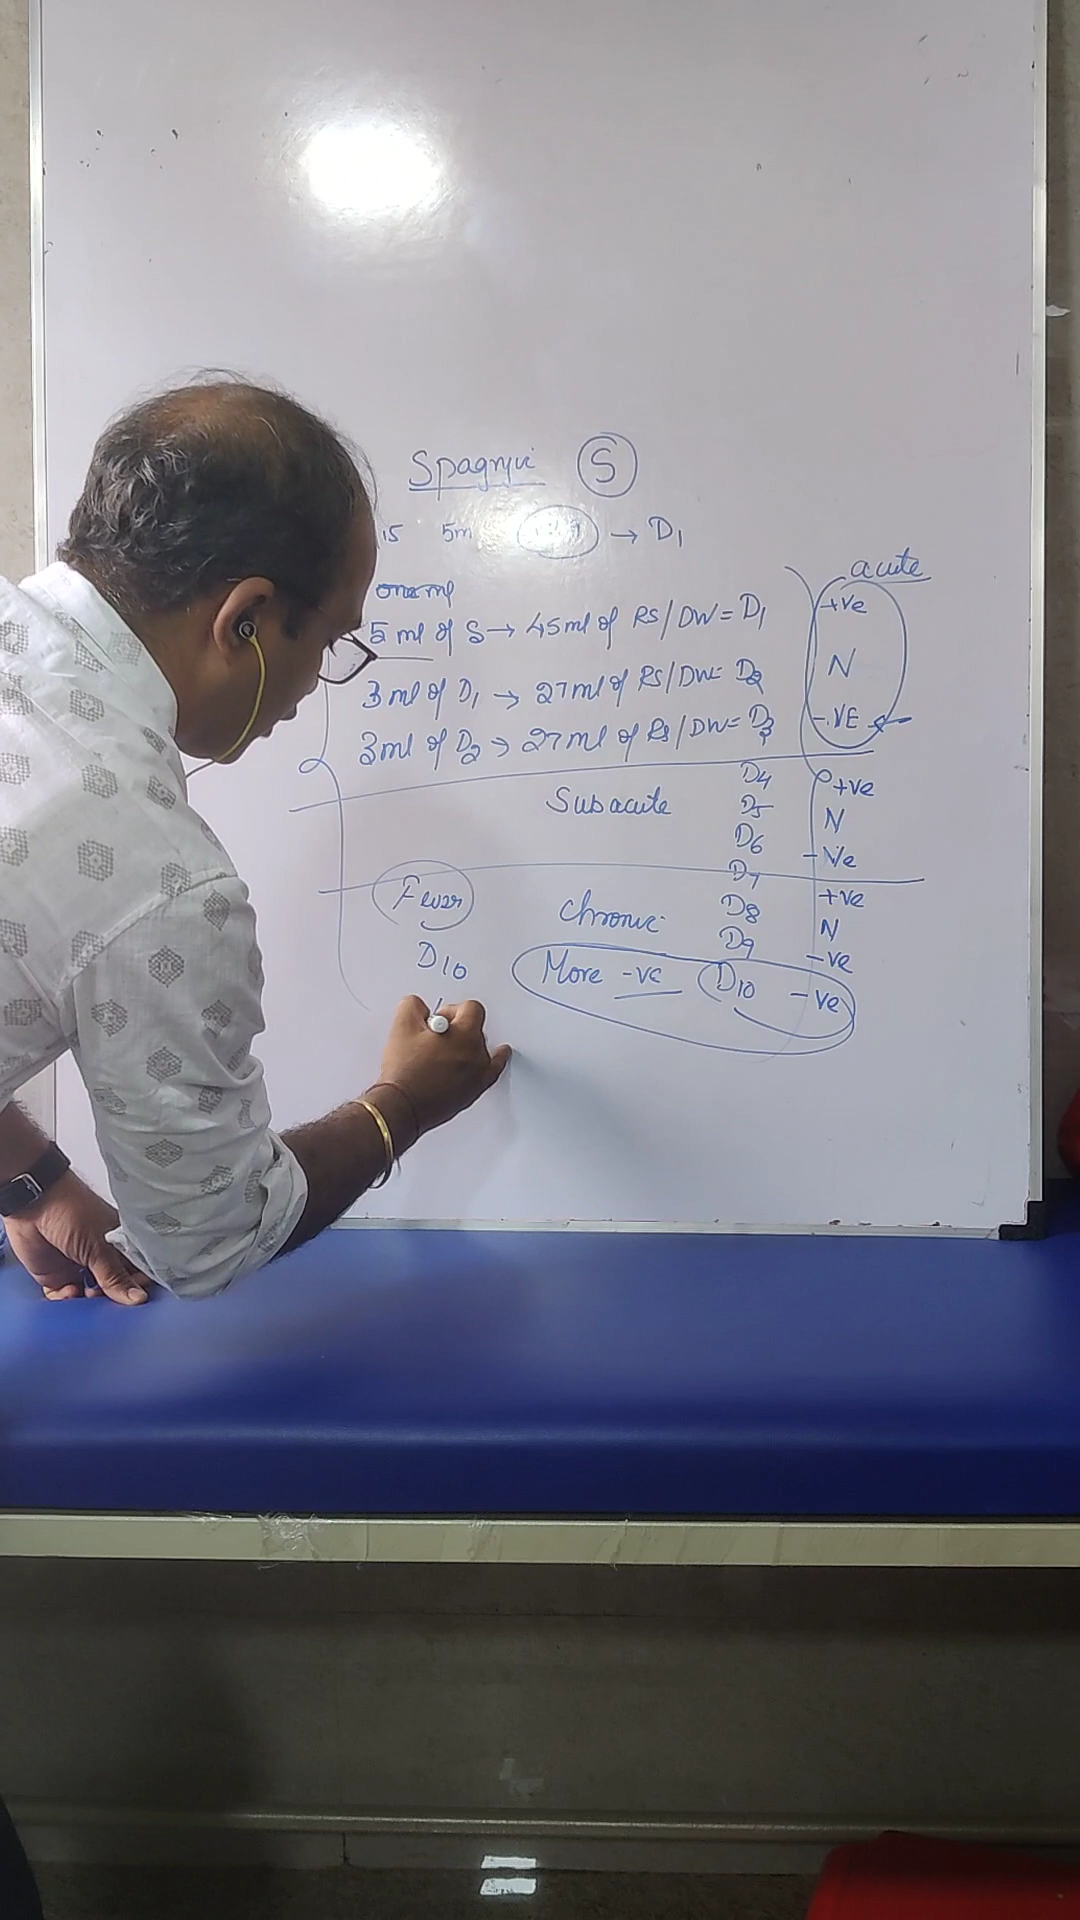 Spagyric S
15 5m → D1
acute
5 ml of S → 45 ml of RS/DW = D1 +ve
3 ml of D1 → 27 ml of RS/DW = D2 N
3 ml of D2 → 27 ml of RS/DW = D3 -VE
D4 +ve
Subacute D5 N
D6 -Ve
D7 +ve
Fever Chronic D8 N
D9 -ve
D10 More -ve D10 -ve